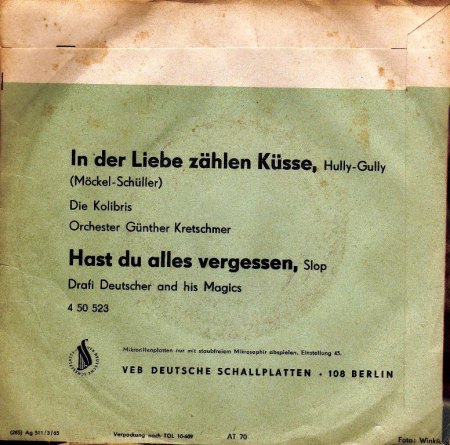 In der Liebe zählen Küsse, Hully-Gully
(Möckel-Schüller)
Die Kolibris
Orchester Günther Kretschmer
Hast du alles vergessen, Slop
Drafi Deutscher and his Magics
4 50 523
Mikrorillenplatten nur mit staubfreiem Mikrosaphir abspielen. Einstellung 45.
VEB DEUTSCHE SCHALLPLATTEN · 108 BERLIN
(285) Ag 511/3/65 Verpackung nach TGL 10-609 AT 70 Foto: